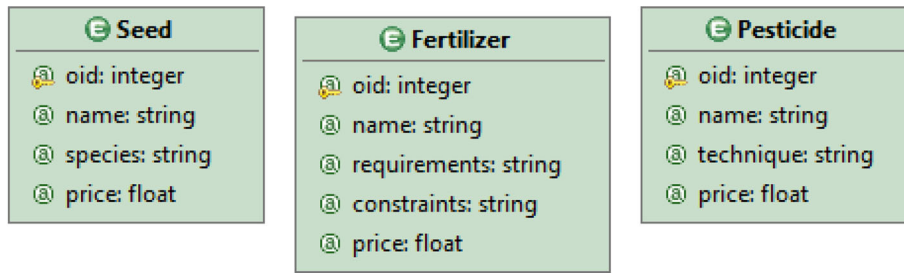 Seed
oid: integer
name: string
species: string
price: float
Fertilizer
oid: integer
name: string
requirements: string
constraints: string
price: float
Pesticide
oid: integer
name: string
technique: string
price: float